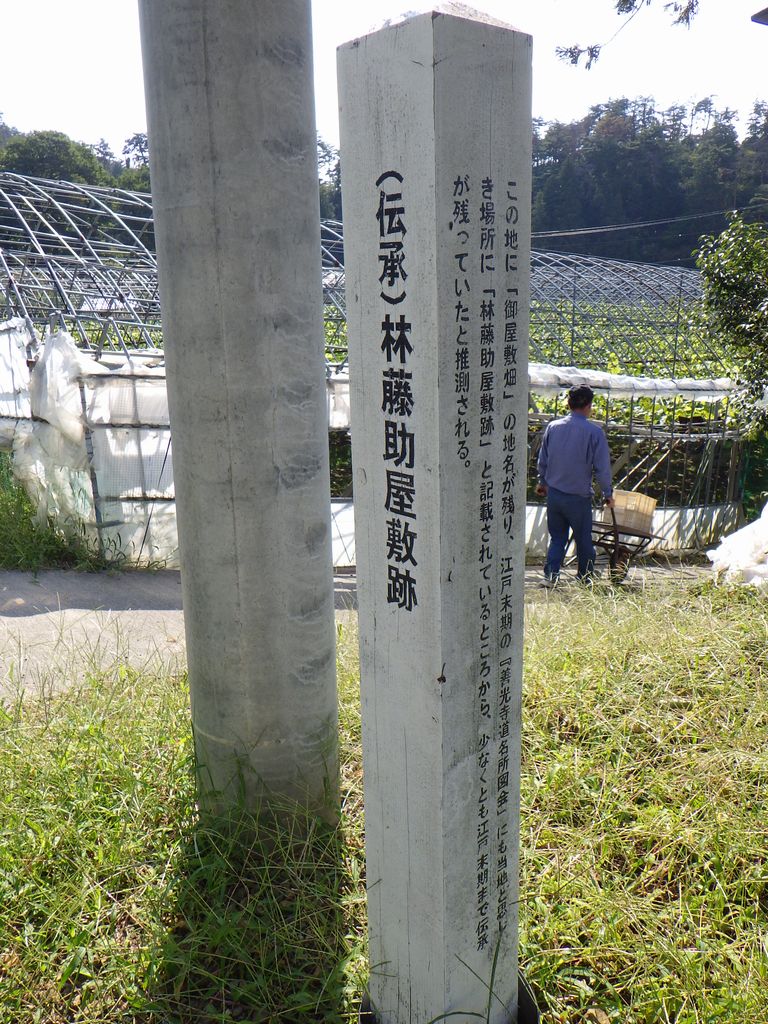 (伝承)林藤助屋敷跡
この地に「御屋敷畑」の地名が残り、江戸末期の『善光寺道名所図会』にも当地と思し
き場所に「林藤助屋敷跡」と記載されているところから、少なくとも江戸末期まで伝承
が残っていたと推測される。